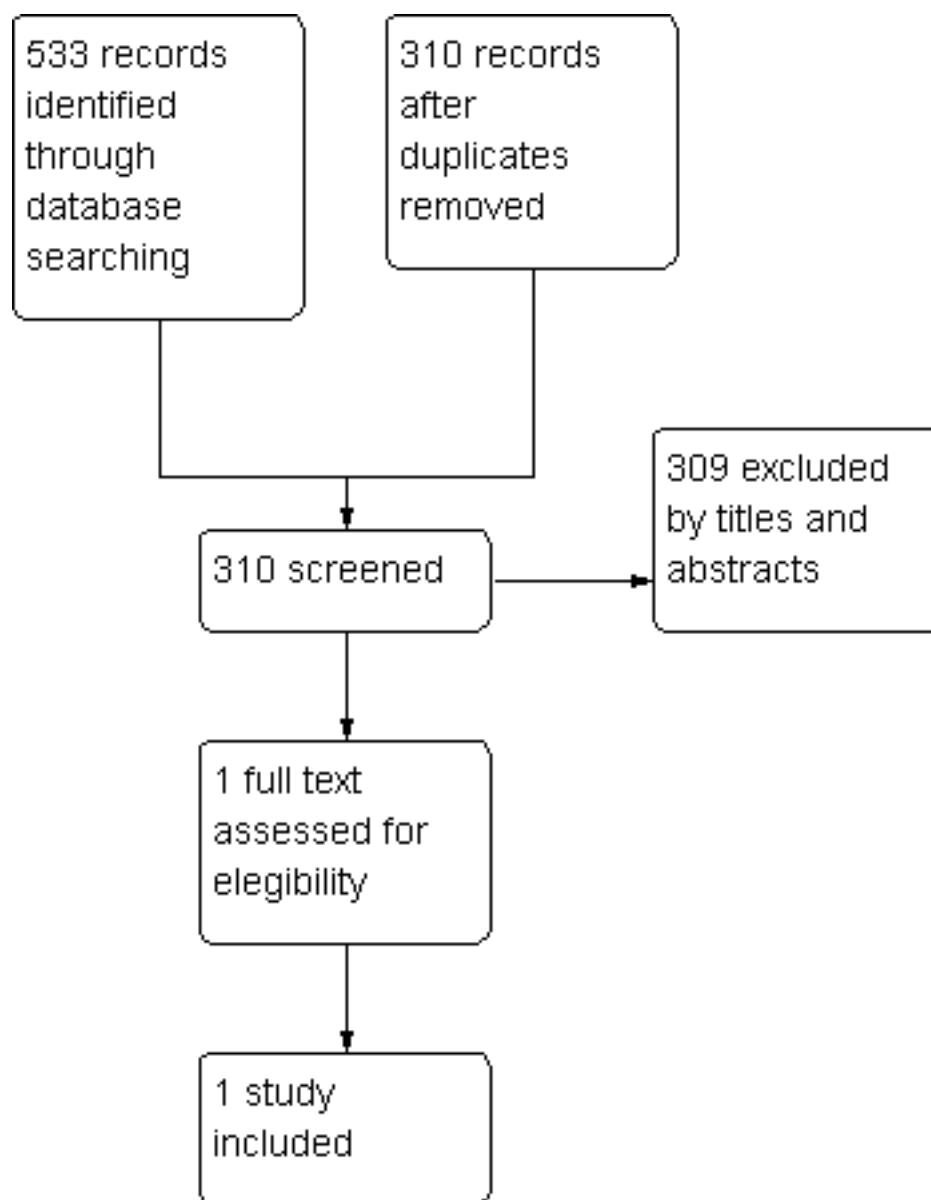 533 records
identified
through
database
searching
310 records
after
duplicates
removed
309 excluded
by titles and
abstracts
310 screened
1 full text
assessed for
elegibility
1 study
included